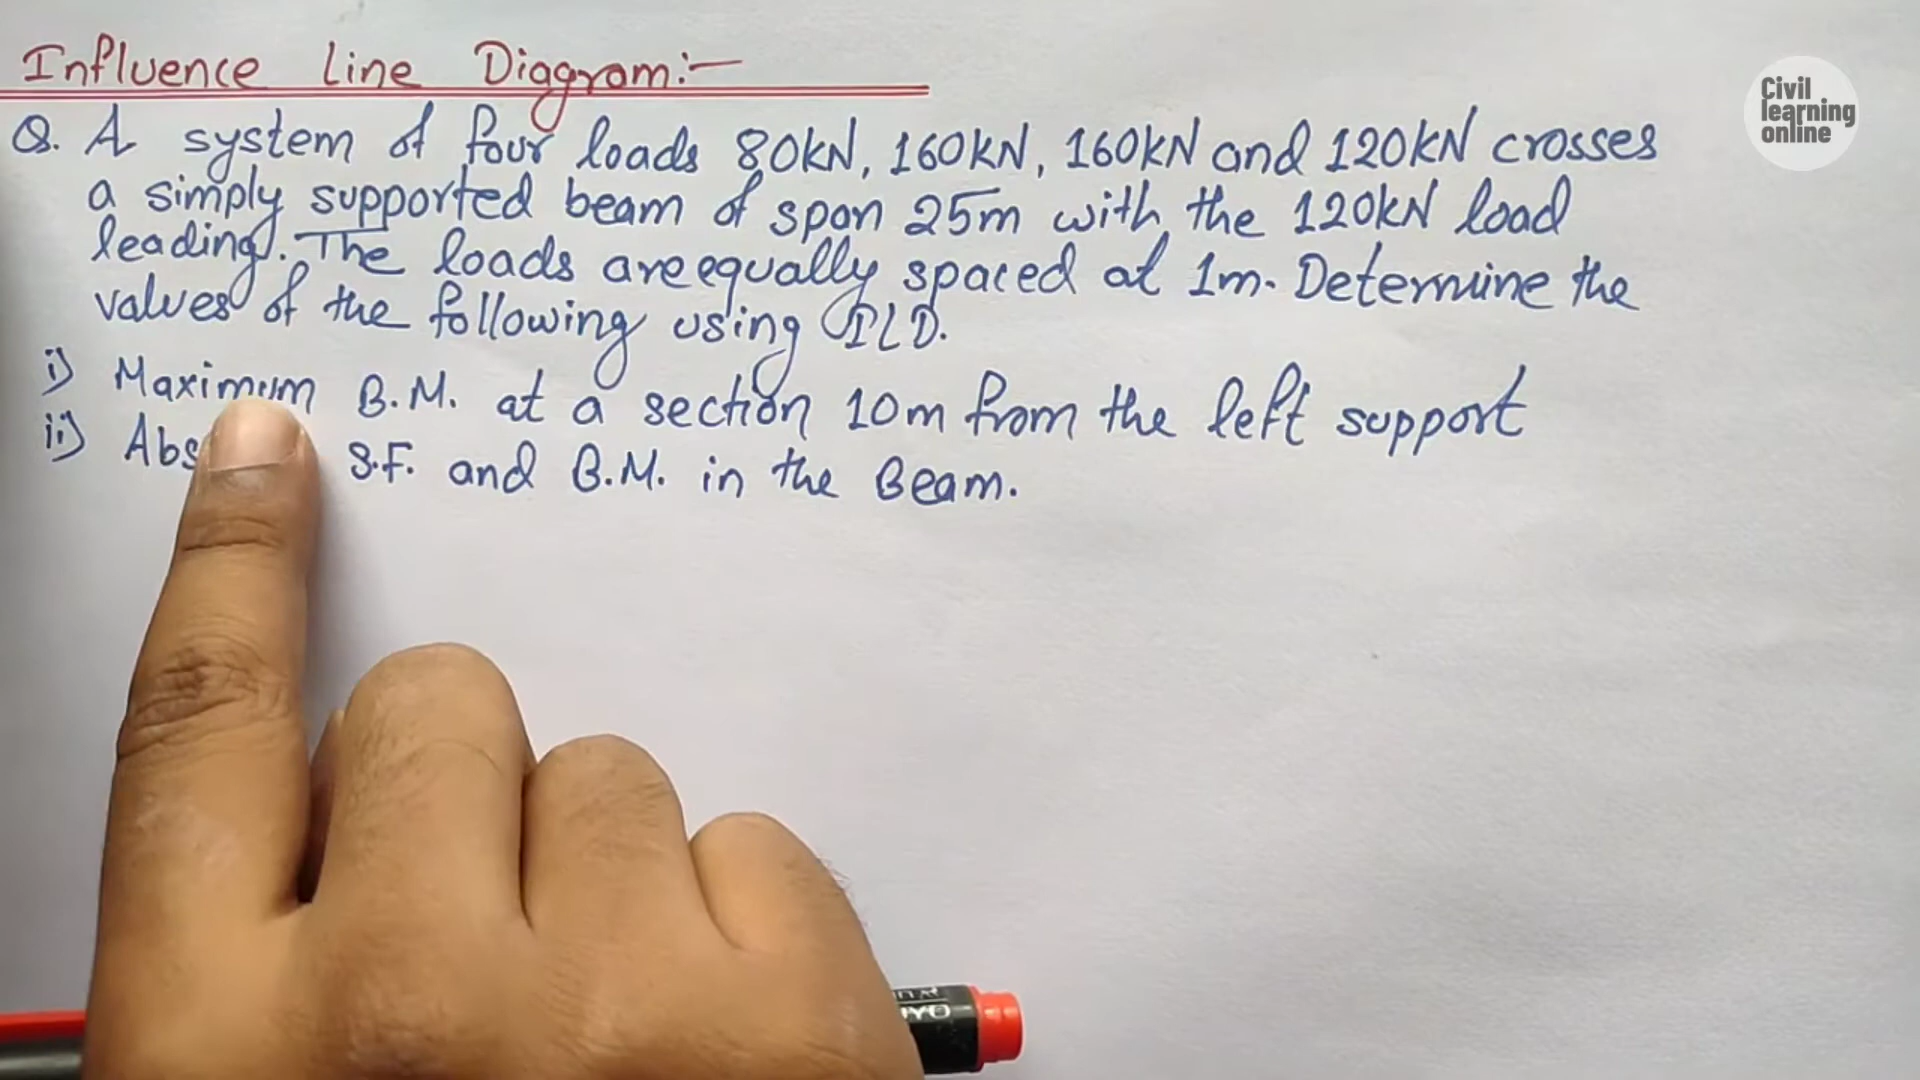 Influence Line Diagram:-
Q. A system of four loads 80kN, 160kN, 160kN and 120kN crosses
a simply supported beam of span 25m with the 120kN load
leading. The loads are equally spaced at 1m. Determine the
values of the following using ILD.
i) Maximum B.M. at a section 10m from the left support
ii) Abs S.F. and B.M. in the Beam.
Civil
learning
online